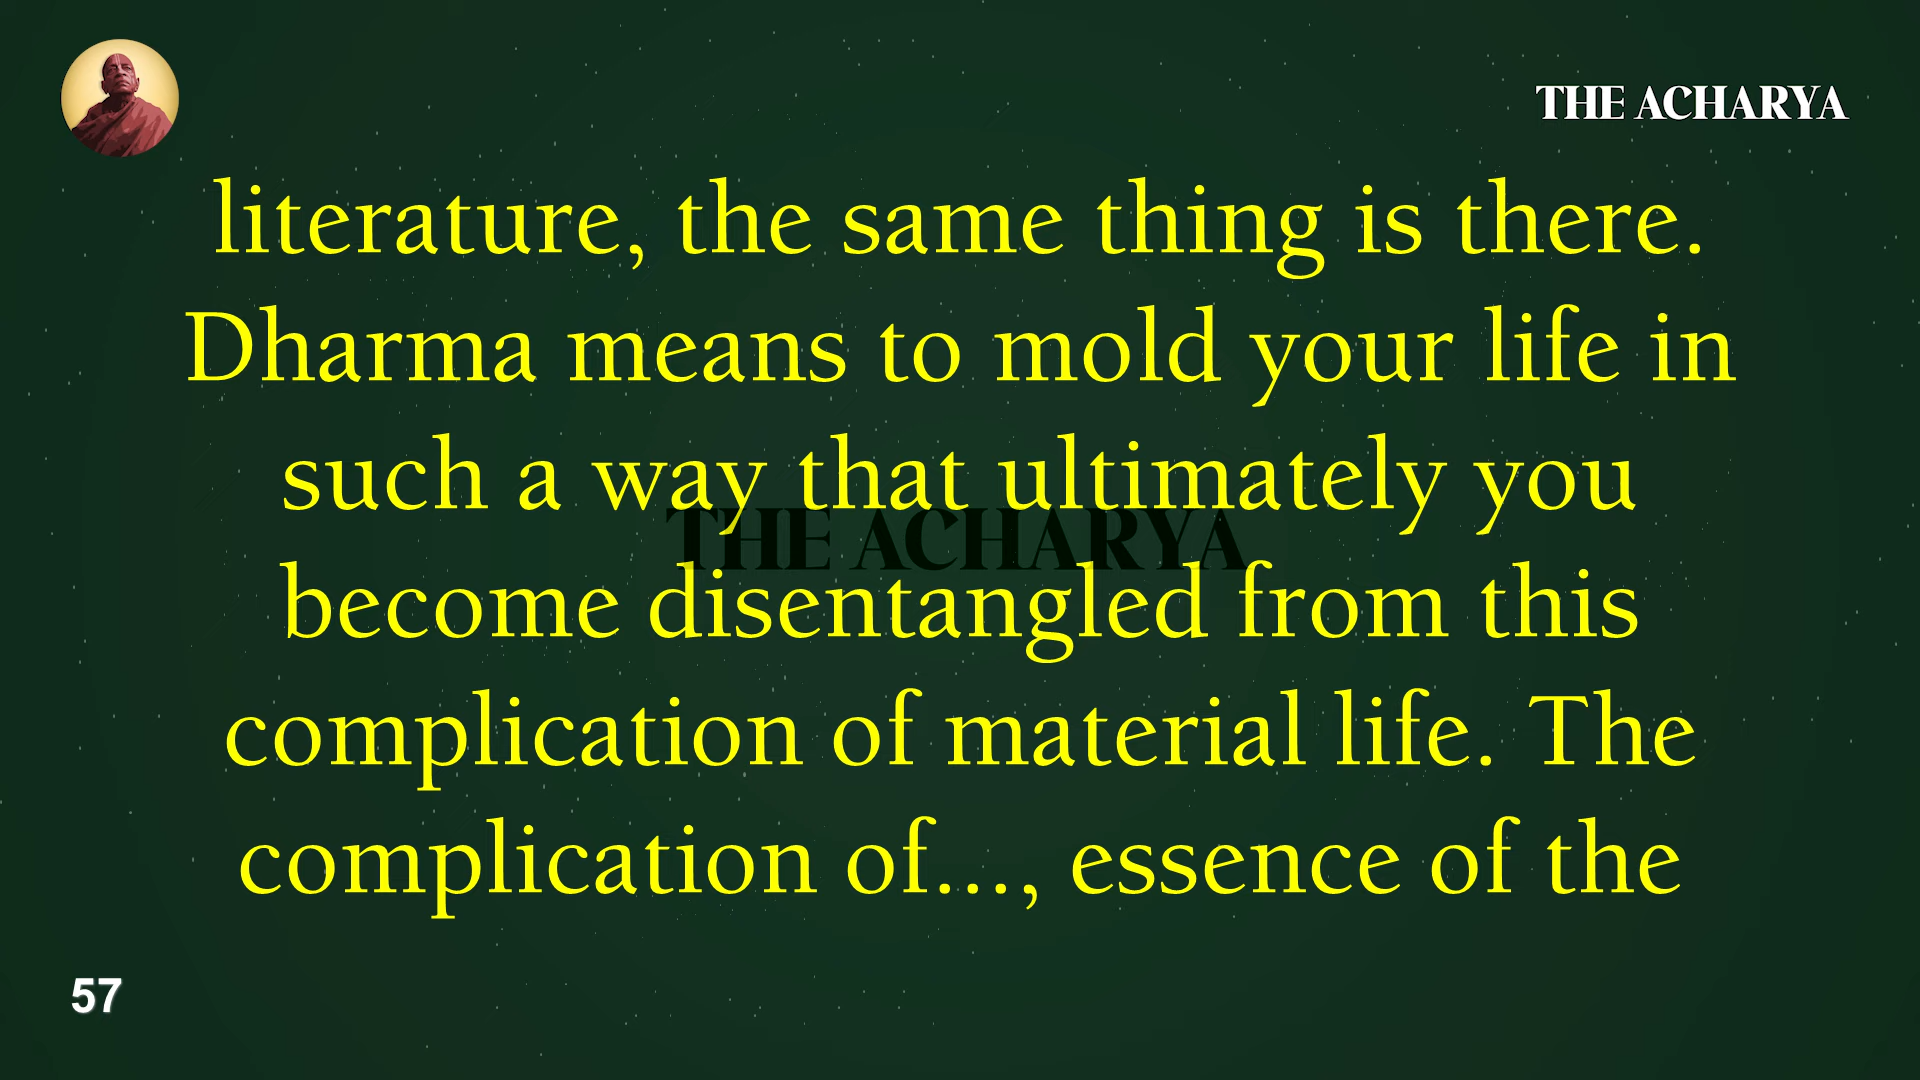 THE ACHARYA
literature, the same thing is there.
Dharma means to mold your life in
such a way that ultimately you
THE ACHARYA
become disentangled from this
complication of material life. The
complication of..., essence of the
57